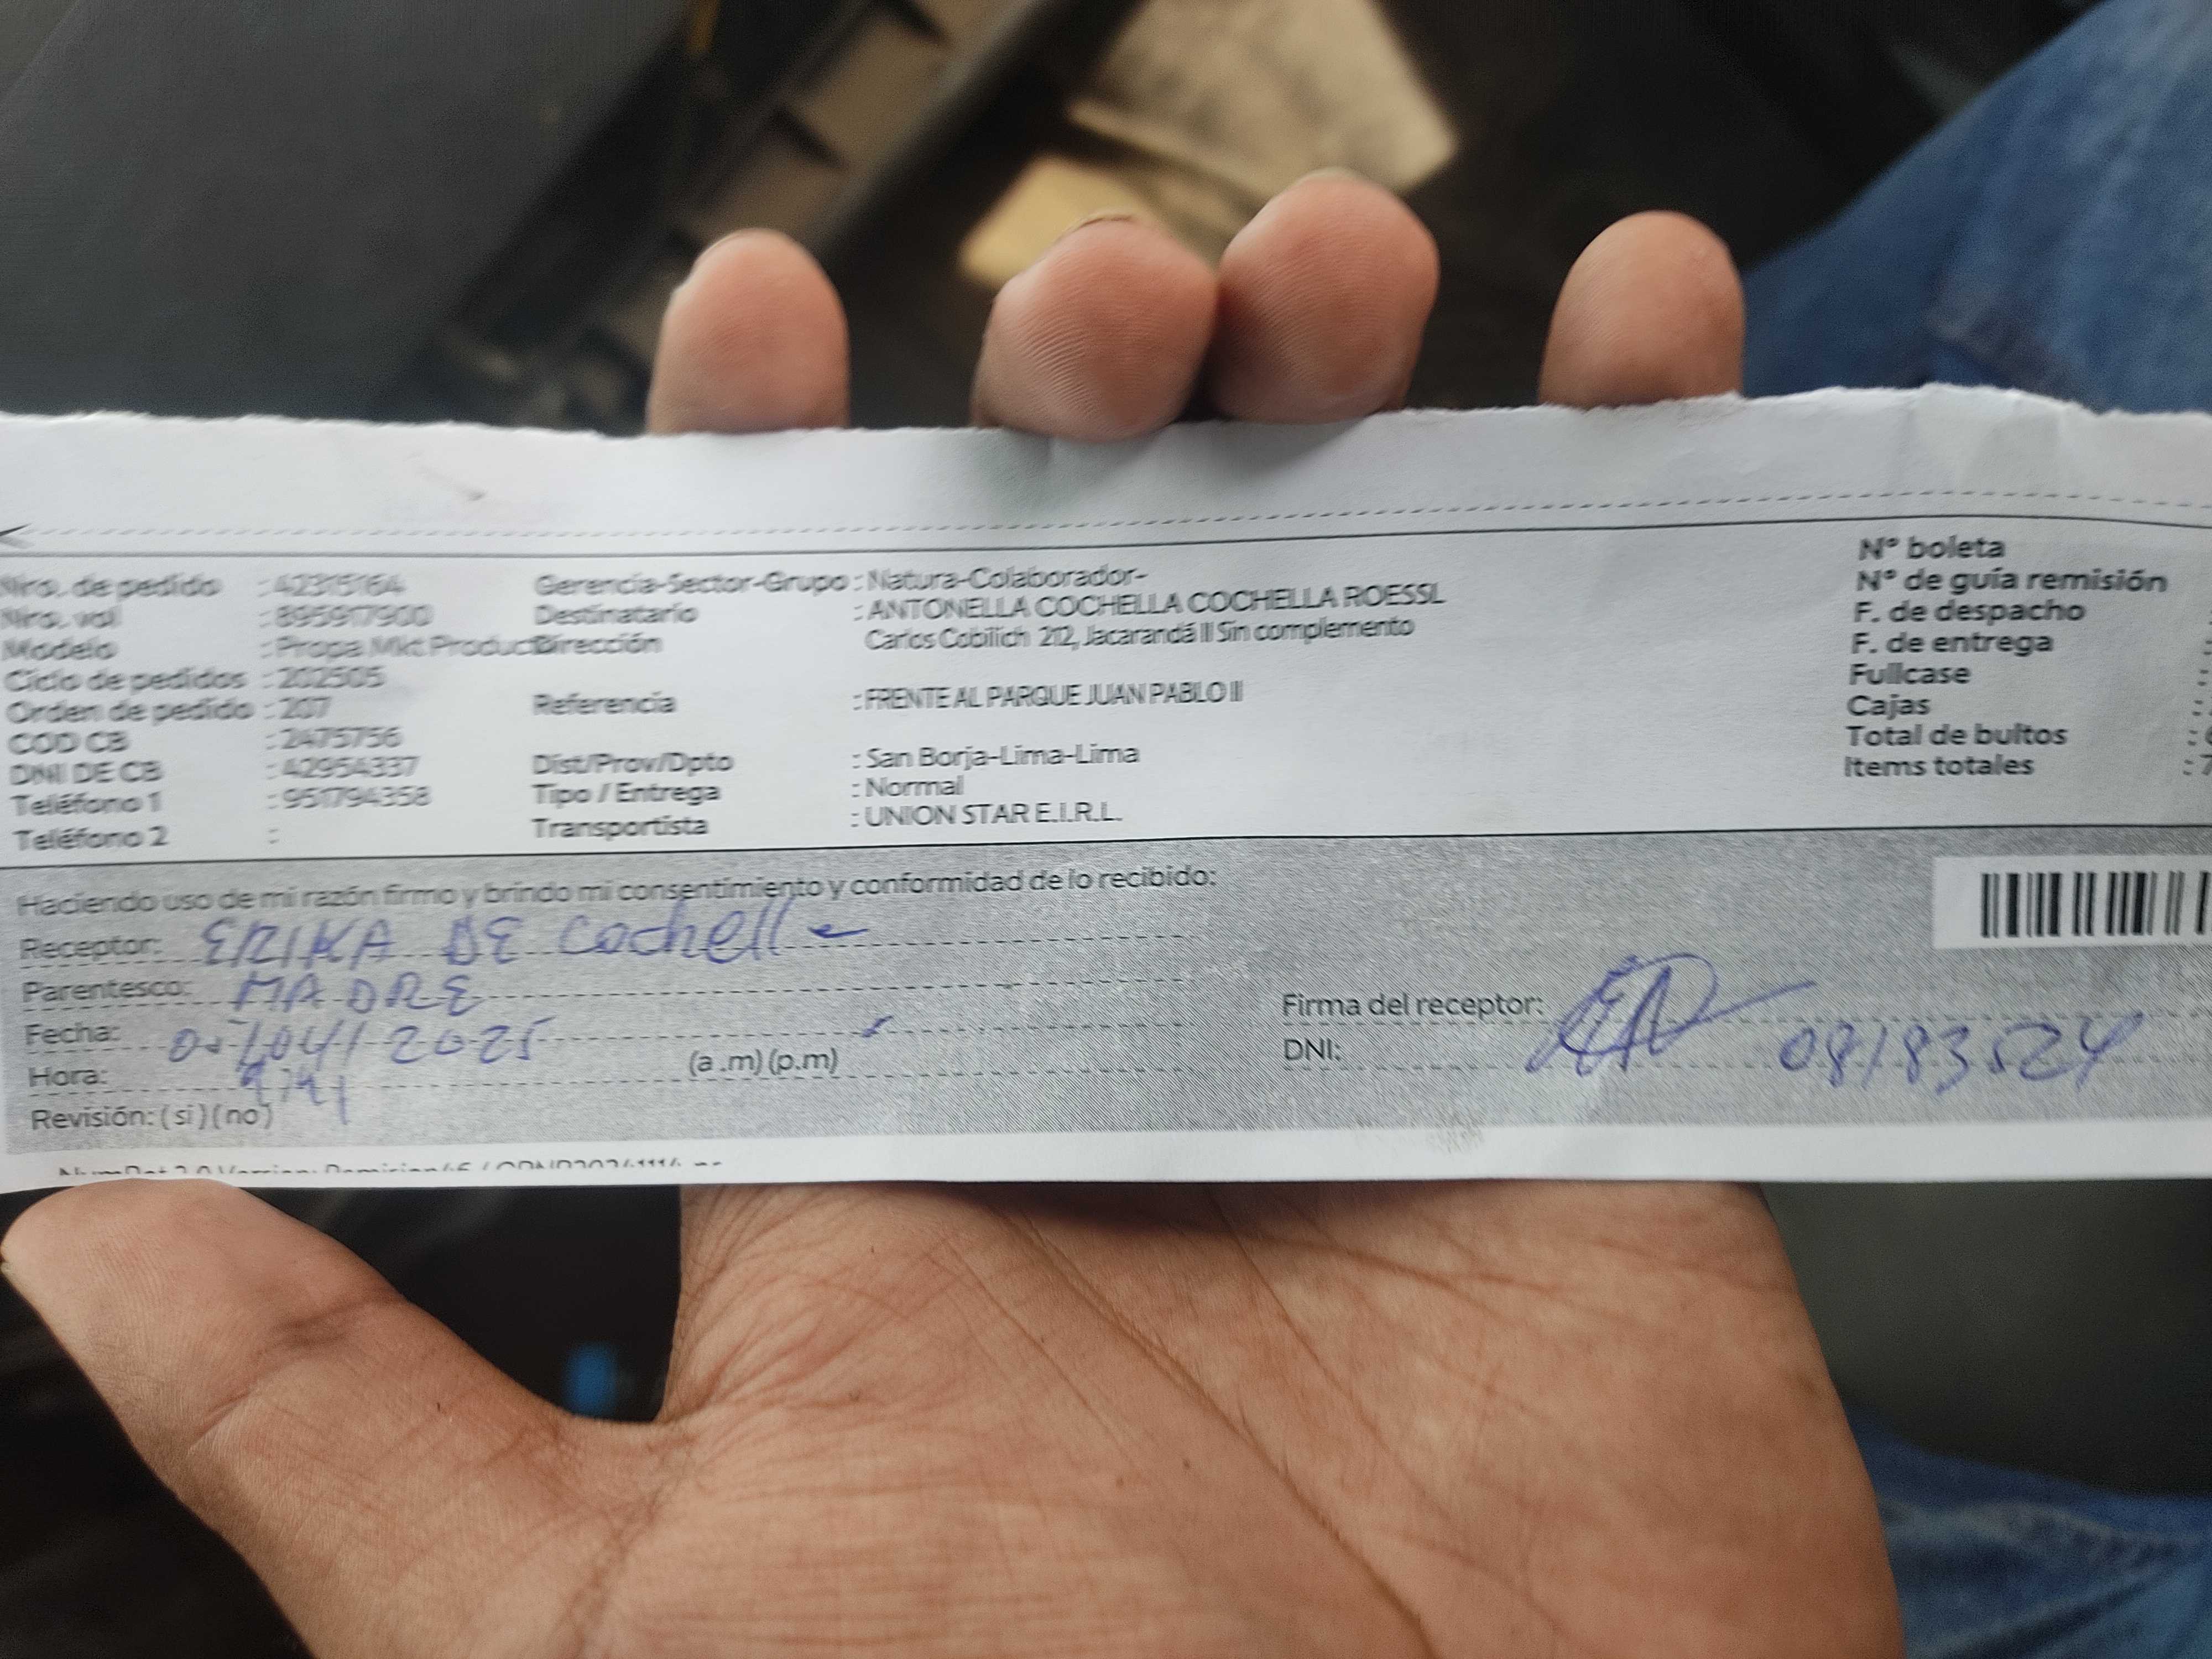 Nro. de pedido : 42315164
Nro. vol : 895917900
Modelo : Propa Mkt Product
Ciclo de pedidos : 202505
Orden de pedido : 207
COD CB : 2475756
DNI DE CB : 42954337
Teléfono 1 : 951794358
Teléfono 2 :
Gerencia-Sector-Grupo : Natura-Colaborador-
Destinatario : ANTONELLA COCHELLA COCHELLA ROESSL
Dirección Carlos Cobilich 212, Jacarandá II Sin complemento
Referencia : FRENTE AL PARQUE JUAN PABLO II
Dist/Prov/Dpto : San Borja-Lima-Lima
Tipo / Entrega : Normal
Transportista : UNION STAR E.I.R.L.
N° boleta
N° de guía remisión
F. de despacho
F. de entrega :
Fullcase :
Cajas :
Total de bultos :
Items totales : 7
Haciendo uso de mi razón firmo y brindo mi consentimiento y conformidad de lo recibido:
Receptor: ERIKA DE Cochella
Parentesco: MADRE
Fecha: /04/2025
Hora: (a.m)(p.m)
Revisión: (si)(no)
Firma del receptor:
DNI: 08183524